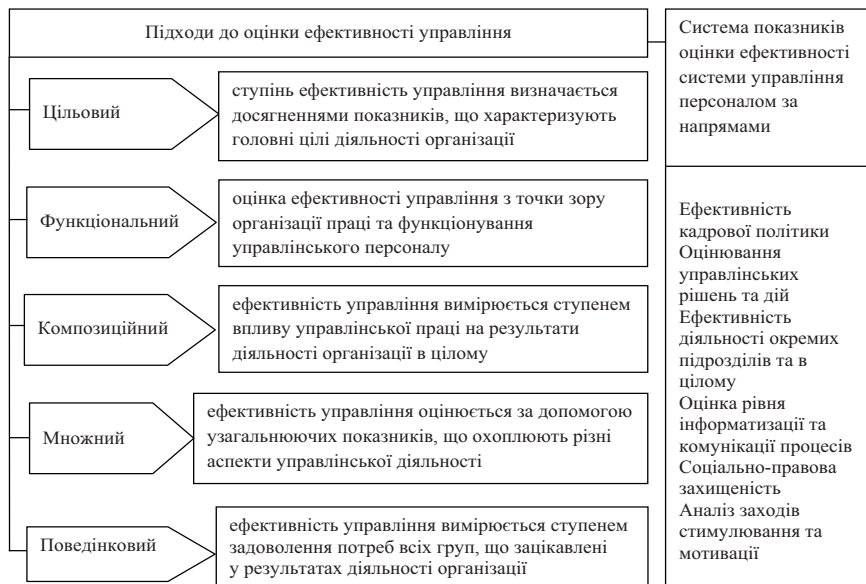 Підходи до оцінки ефективності управління
Цільовий
ступінь ефективність управління визначається
досягненнями показників, що характеризують
головні цілі діяльності організації
Функціональний
оцінка ефективності управління з точки зору
організації праці та функціонування
управлінського персоналу
Композиційний
ефективність управління вимірюється ступенем
впливу управлінської праці на результати
діяльності організації в цілому
Множний
ефективність управління оцінюється за допомогою
узагальнюючих показників, що охоплюють різні
аспекти управлінської діяльності
Поведінковий
ефективність управління вимірюється ступенем
задоволення потреб всіх груп, що зацікавлені
у результатах діяльності організації
Система показників
оцінки ефективності
системи управління
персоналом за
напрямами
Ефективність
кадрової політики
Оцінювання
управлінських
рішень та дій
Ефективність
діяльності окремих
підрозділів та в
цілому
Оцінка рівня
інформатизації та
комунікації процесів
Соціально-правова
захищеність
Аналіз заходів
стимулювання та
мотивації